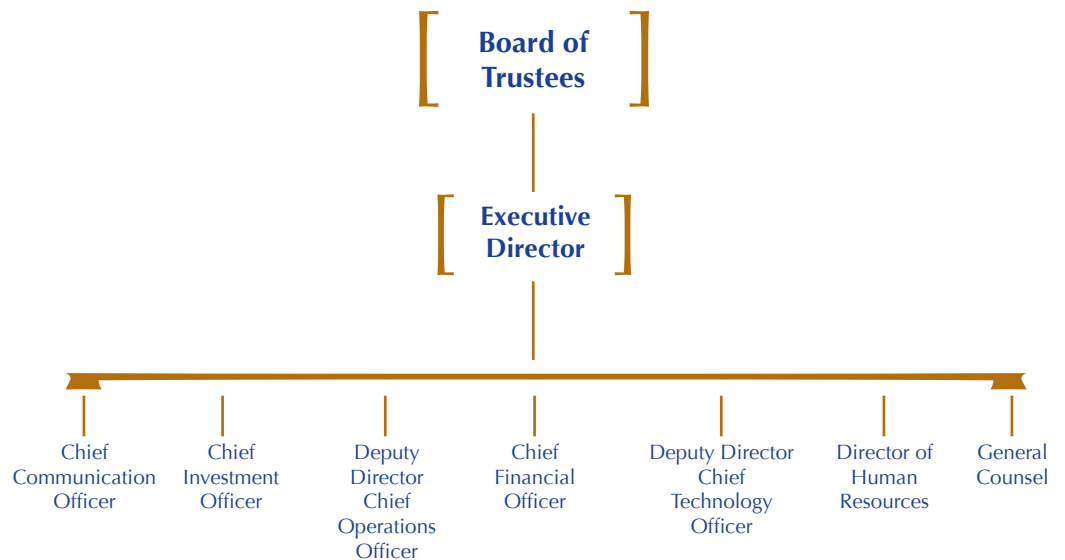 Board of
Trustees
Executive
Director
Chief
Communication
Officer
Chief
Investment
Officer
Deputy
Director
Chief
Operations
Officer
Chief
Financial
Officer
Deputy Director
Chief
Technology
Officer
Director of
Human
Resources
General
Counsel